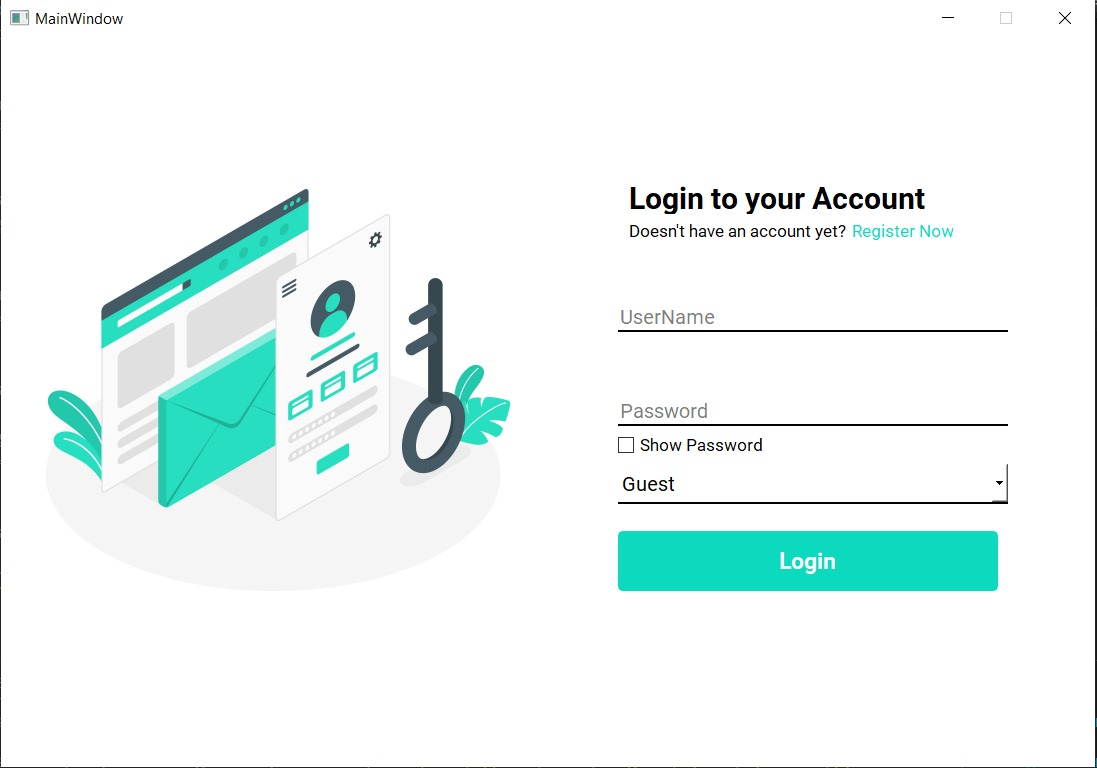 MainWindow
Login to your Account
Doesn't have an account yet? Register Now
UserName
Password
Show Password
Guest
Login